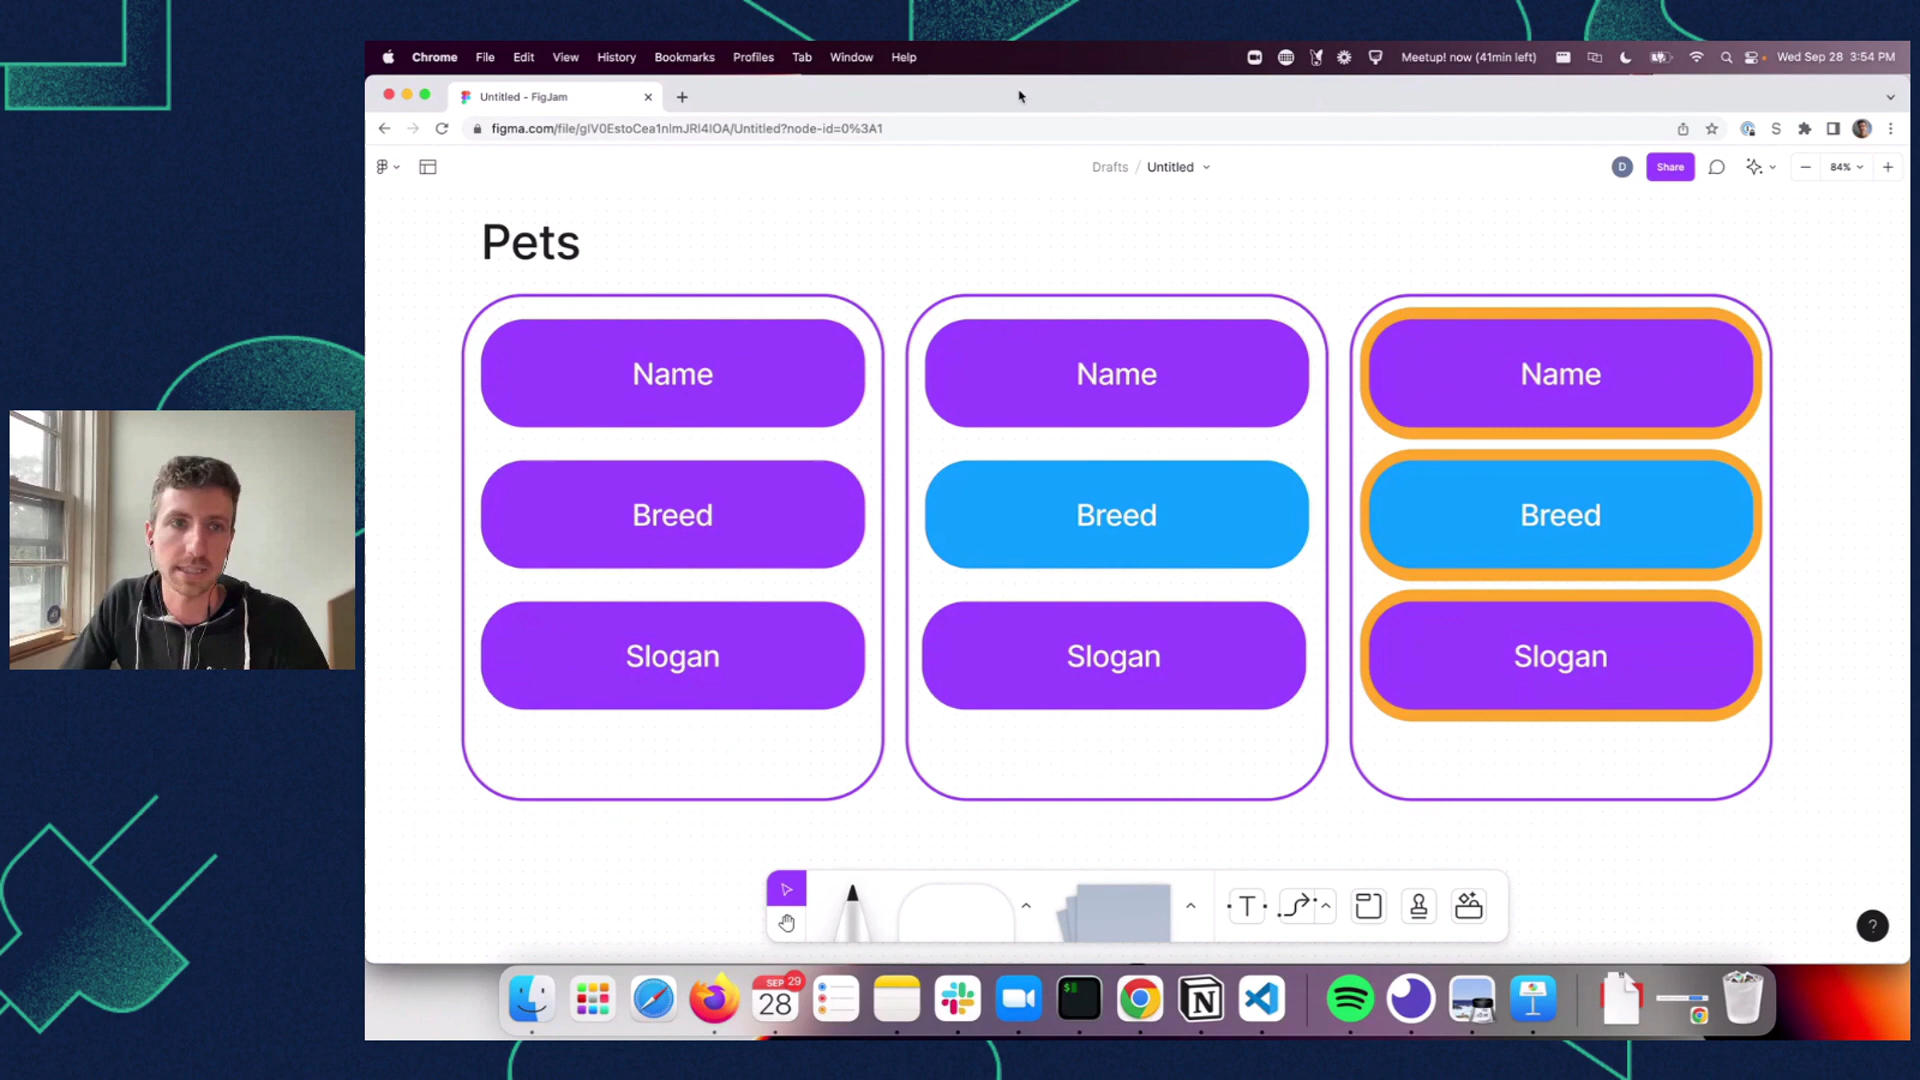 Chrome File Edit View History Bookmarks Profiles Tab Window Help Meetup! now (41min left) Wed Sep 28 3:54 PM
Untitled - FigJam
figma.com/file/glV0EstoCea1nlmJRl4lOA/Untitled?node-id=0%3A1
Drafts / Untitled D Share 84%
Pets
Name Name Name
Breed Breed Breed
Slogan Slogan Slogan
T
?
SEP 29
28